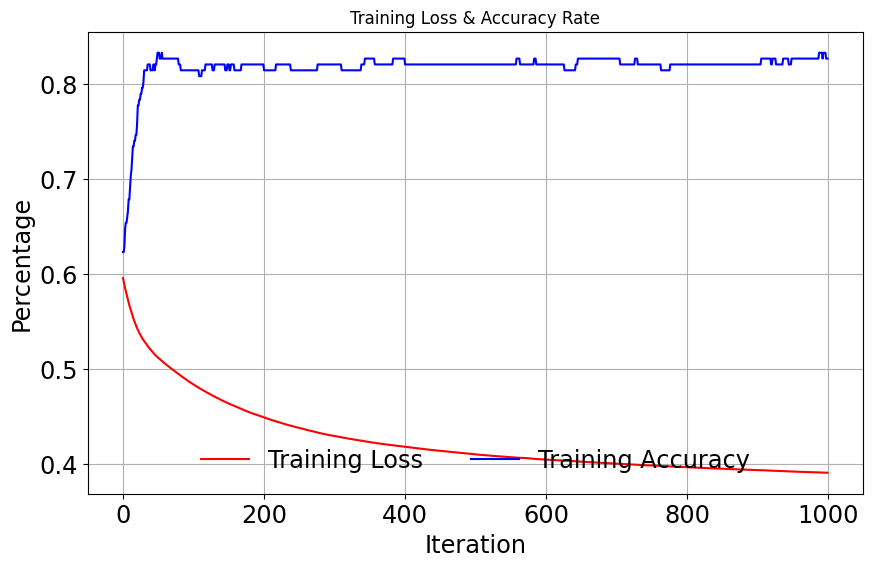 Training Loss & Accuracy Rate
Percentage
0.8
0.7
0.6
0.5
0.4
Training Loss Training Accuracy
0 200 400 600 800 1000
Iteration